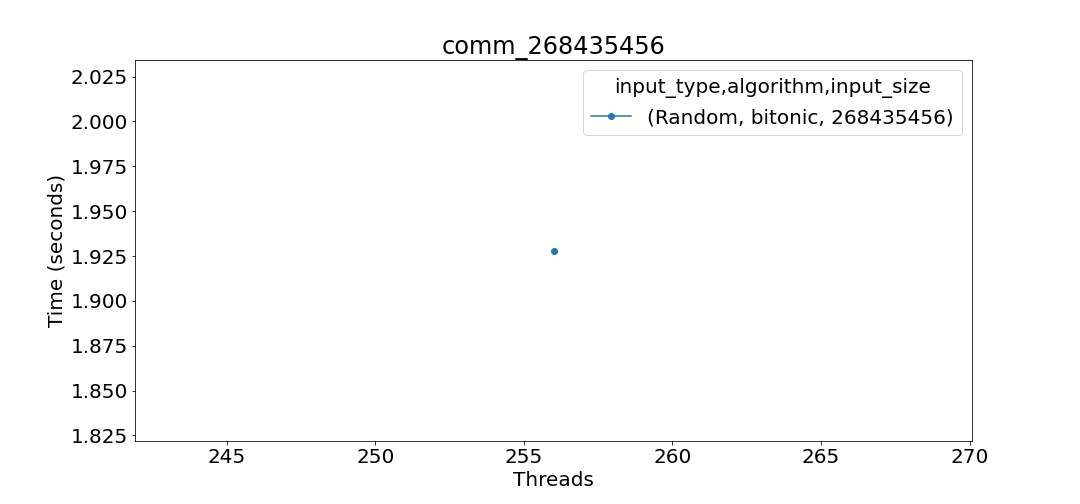 comm_268435456
input_type,algorithm,input_size
(Random, bitonic, 268435456)
Time (seconds)
2.025
2.000
1.975
1.950
1.925
1.900
1.875
1.850
1.825
245 250 255 260 265 270
Threads